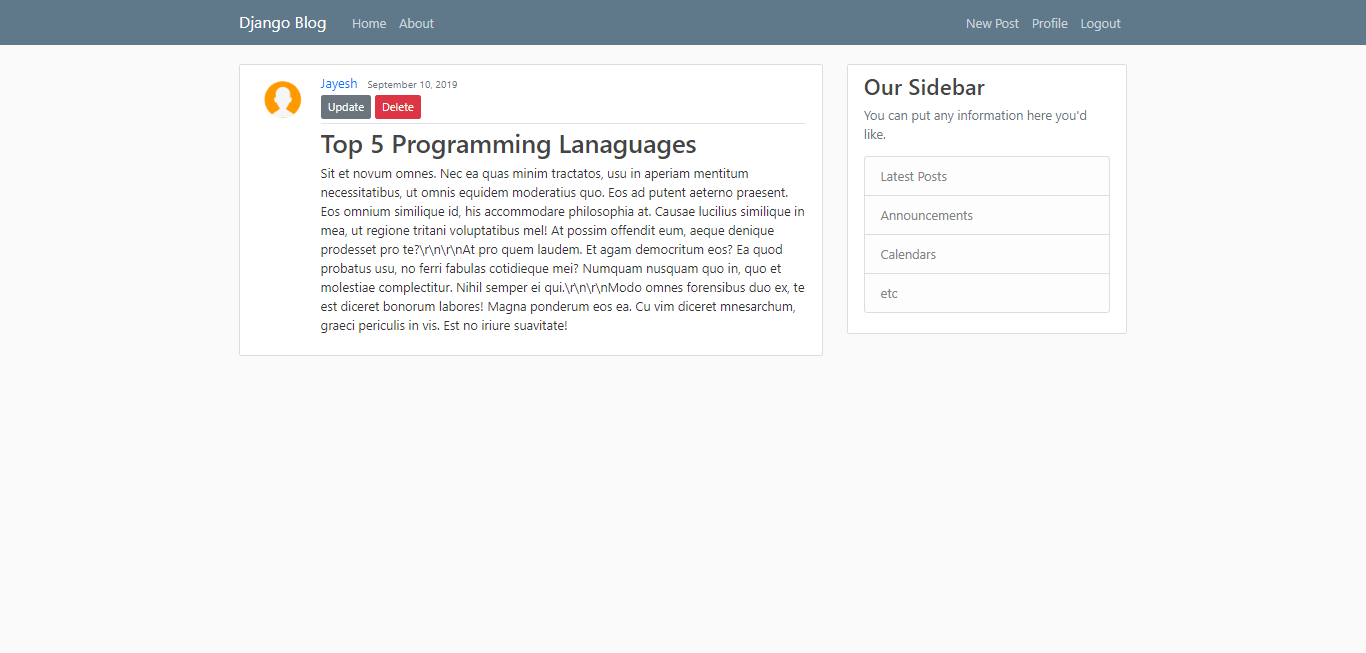 Django Blog Home About New Post Profile Logout
Jayesh September 10, 2019
Update Delete
Top 5 Programming Lanaguages
Sit et novum omnes. Nec ea quas minim tractatos, usu in aperiam mentitum
necessitatibus, ut omnis equidem moderatius quo. Eos ad putent aeterno praesent.
Eos omnium similique id, his accommodare philosophia at. Causae lucilius similique in
mea, ut regione tritani voluptatibus mel! At possim offendit eum, aeque denique
prodesset pro te?\r\n\r\nAt pro quem laudem. Et agam democritum eos? Ea quod
probatus usu, no ferri fabulas cotidieque mei? Numquam nusquam quo in, quo et
molestiae complectitur. Nihil semper ei qui.\r\n\r\nModo omnes forensibus duo ex, te
est diceret bonorum labores! Magna ponderum eos ea. Cu vim diceret mnesarchum,
graeci periculis in vis. Est no iriure suavitate!
Our Sidebar
You can put any information here you'd
like.
Latest Posts
Announcements
Calendars
etc